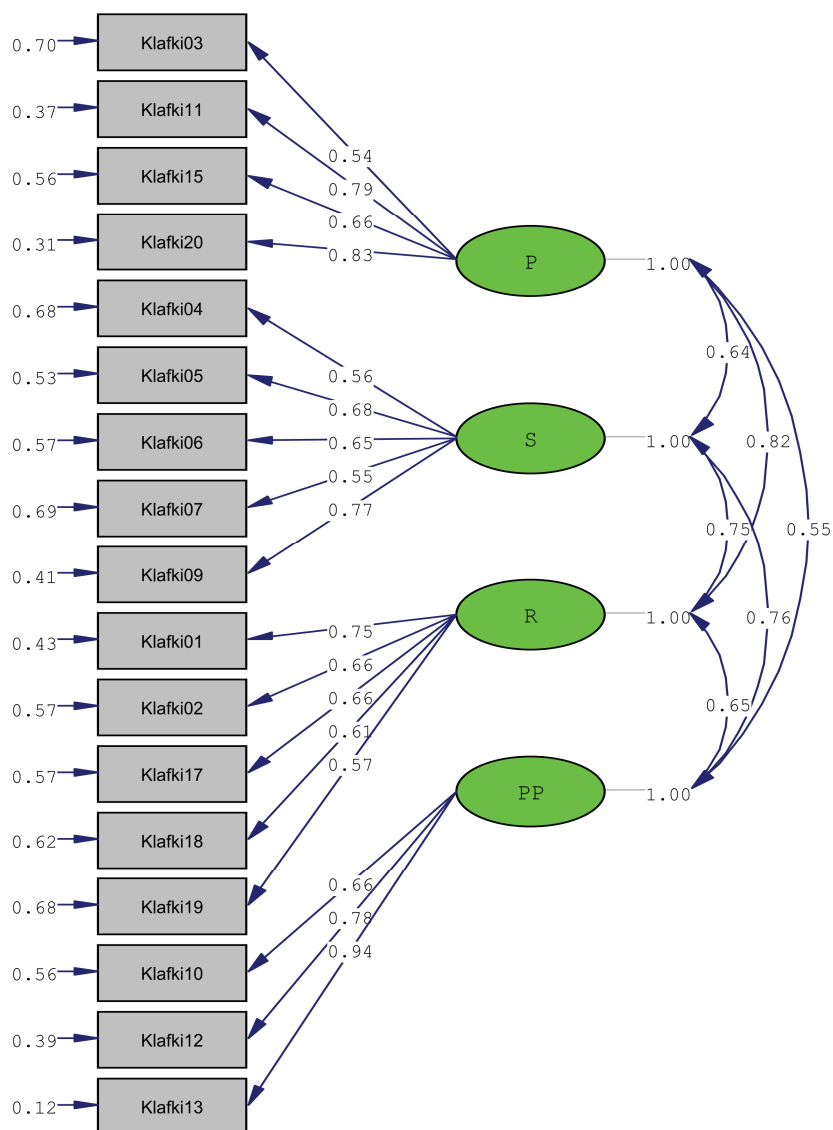 0.70 Klafki03
0.37 Klafki11
0.54
0.56 Klafki15
0.79
0.66
0.31 Klafki20
0.83
P 1.00
0.68 Klafki04
0.64
0.53 Klafki05
0.56
0.68
0.57 Klafki06
0.65
S 1.00 0.82
0.69 Klafki07
0.55
0.77
0.75 0.55
0.41 Klafki09
0.43 Klafki01
0.75
R 1.00 0.76
0.57 Klafki02
0.66
0.66
0.65
0.57 Klafki17
0.61
0.57
PP 1.00
0.62 Klafki18
0.68 Klafki19
0.66
0.78
0.56 Klafki10
0.94
0.39 Klafki12
0.12 Klafki13